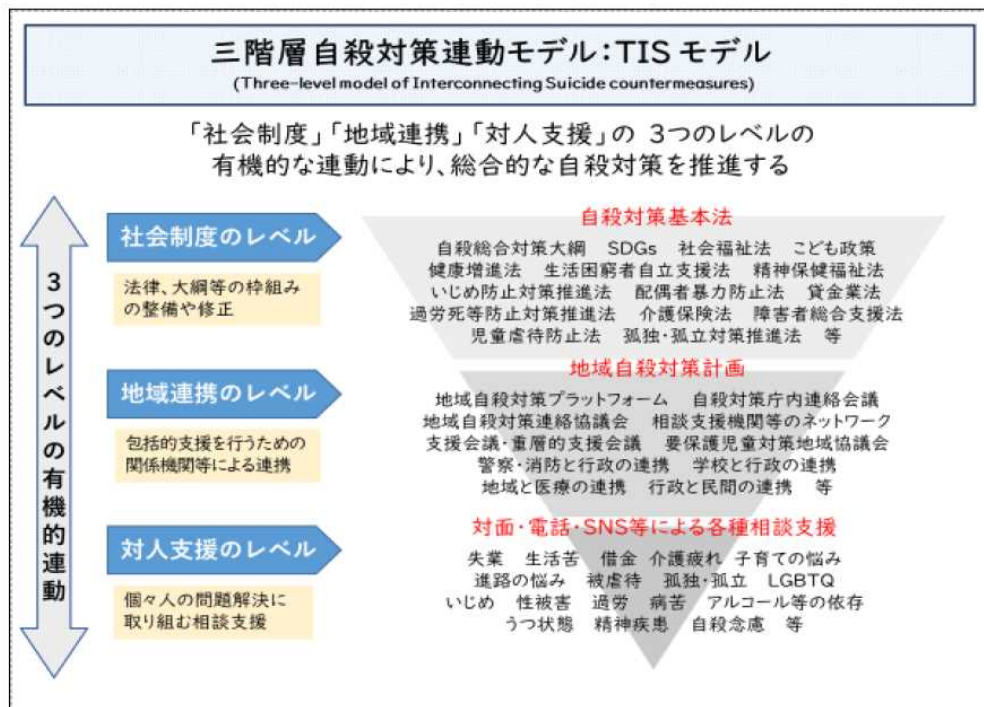 三階層自殺対策連動モデル:TISモデル
(Three-level model of Interconnecting Suicide countermeasures)
「社会制度」「地域連携」「対人支援」の 3つのレベルの
有機的な連動により、総合的な自殺対策を推進する
3つのレベルの有機的連動
社会制度のレベル
法律、大綱等の枠組み
の整備や修正
自殺対策基本法
自殺総合対策大綱 SDGs 社会福祉法 こども政策
健康増進法 生活困窮者自立支援法 精神保健福祉法
いじめ防止対策推進法 配偶者暴力防止法 貸金業法
過労死等防止対策推進法 介護保険法 障害者総合支援法
児童虐待防止法 孤独・孤立対策推進法 等
地域連携のレベル
包括的支援を行うための
関係機関等による連携
地域自殺対策計画
地域自殺対策プラットフォーム 自殺対策庁内連絡会議
地域自殺対策連絡協議会 相談支援機関等のネットワーク
支援会議・重層的支援会議 要保護児童対策地域協議会
警察・消防と行政の連携 学校と行政の連携
地域と医療の連携 行政と民間の連携 等
対人支援のレベル
個々人の問題解決に
取り組む相談支援
対面・電話・SNS等による各種相談支援
失業 生活苦 借金 介護疲れ 子育ての悩み
進路の悩み 被虐待 孤独・孤立 LGBTQ
いじめ 性被害 過労 病苦 アルコール等の依存
うつ状態 精神疾患 自殺念慮 等